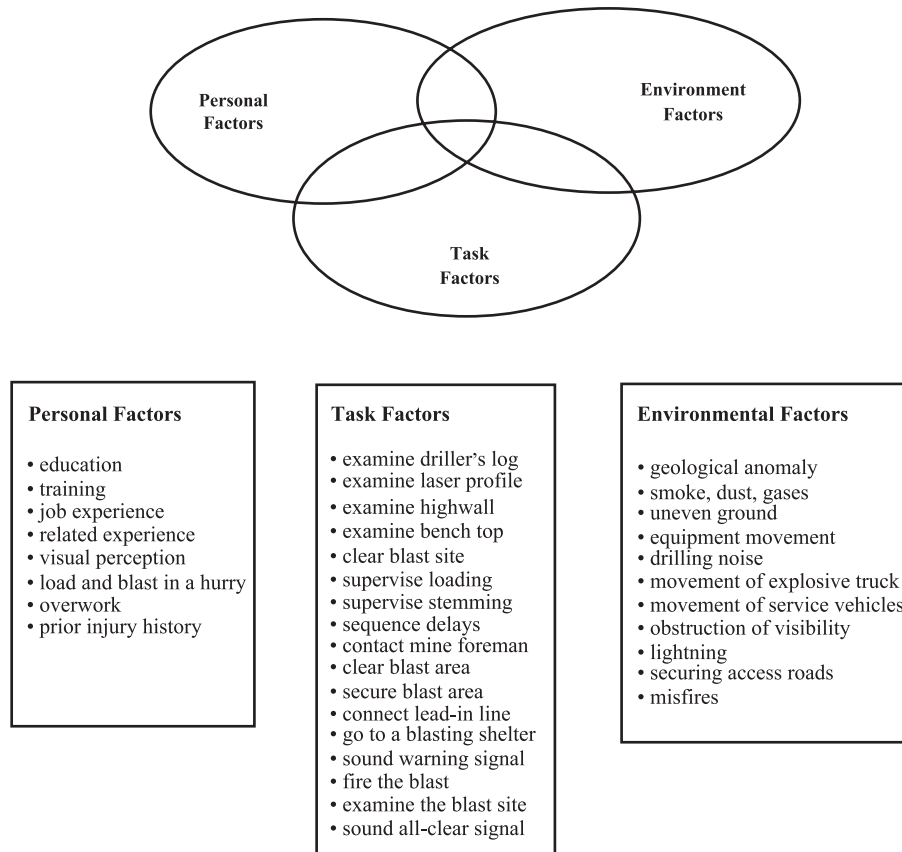 Personal
Factors
Environment
Factors
Task
Factors
Personal Factors
• education
• training
• job experience
• related experience
• visual perception
• load and blast in a hurry
• overwork
• prior injury history
Task Factors
• examine driller's log
• examine laser profile
• examine highwall
• examine bench top
• clear blast site
• supervise loading
• supervise stemming
• sequence delays
• contact mine foreman
• clear blast area
• secure blast area
• connect lead-in line
• go to a blasting shelter
• sound warning signal
• fire the blast
• examine the blast site
• sound all-clear signal
Environmental Factors
• geological anomaly
• smoke, dust, gases
• uneven ground
• equipment movement
• drilling noise
• movement of explosive truck
• movement of service vehicles
• obstruction of visibility
• lightning
• securing access roads
• misfires